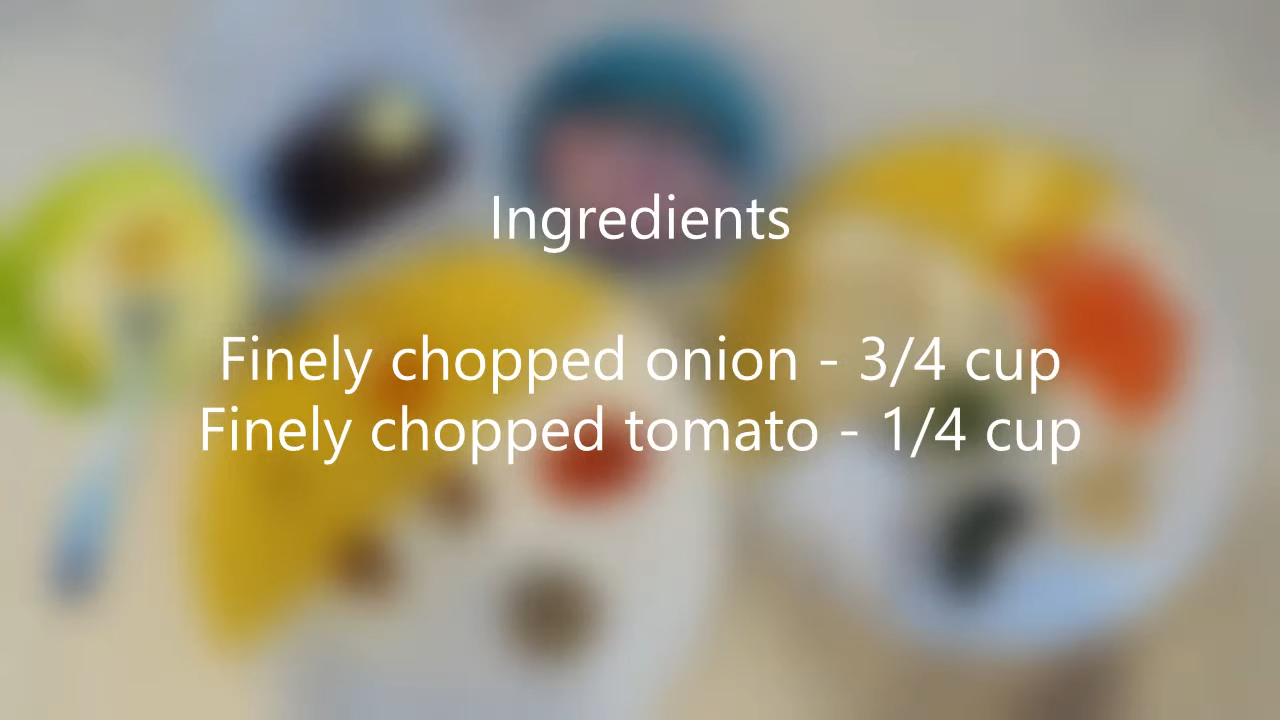 Ingredients
Finely chopped onion - 3/4 cup
Finely chopped tomato - 1/4 cup